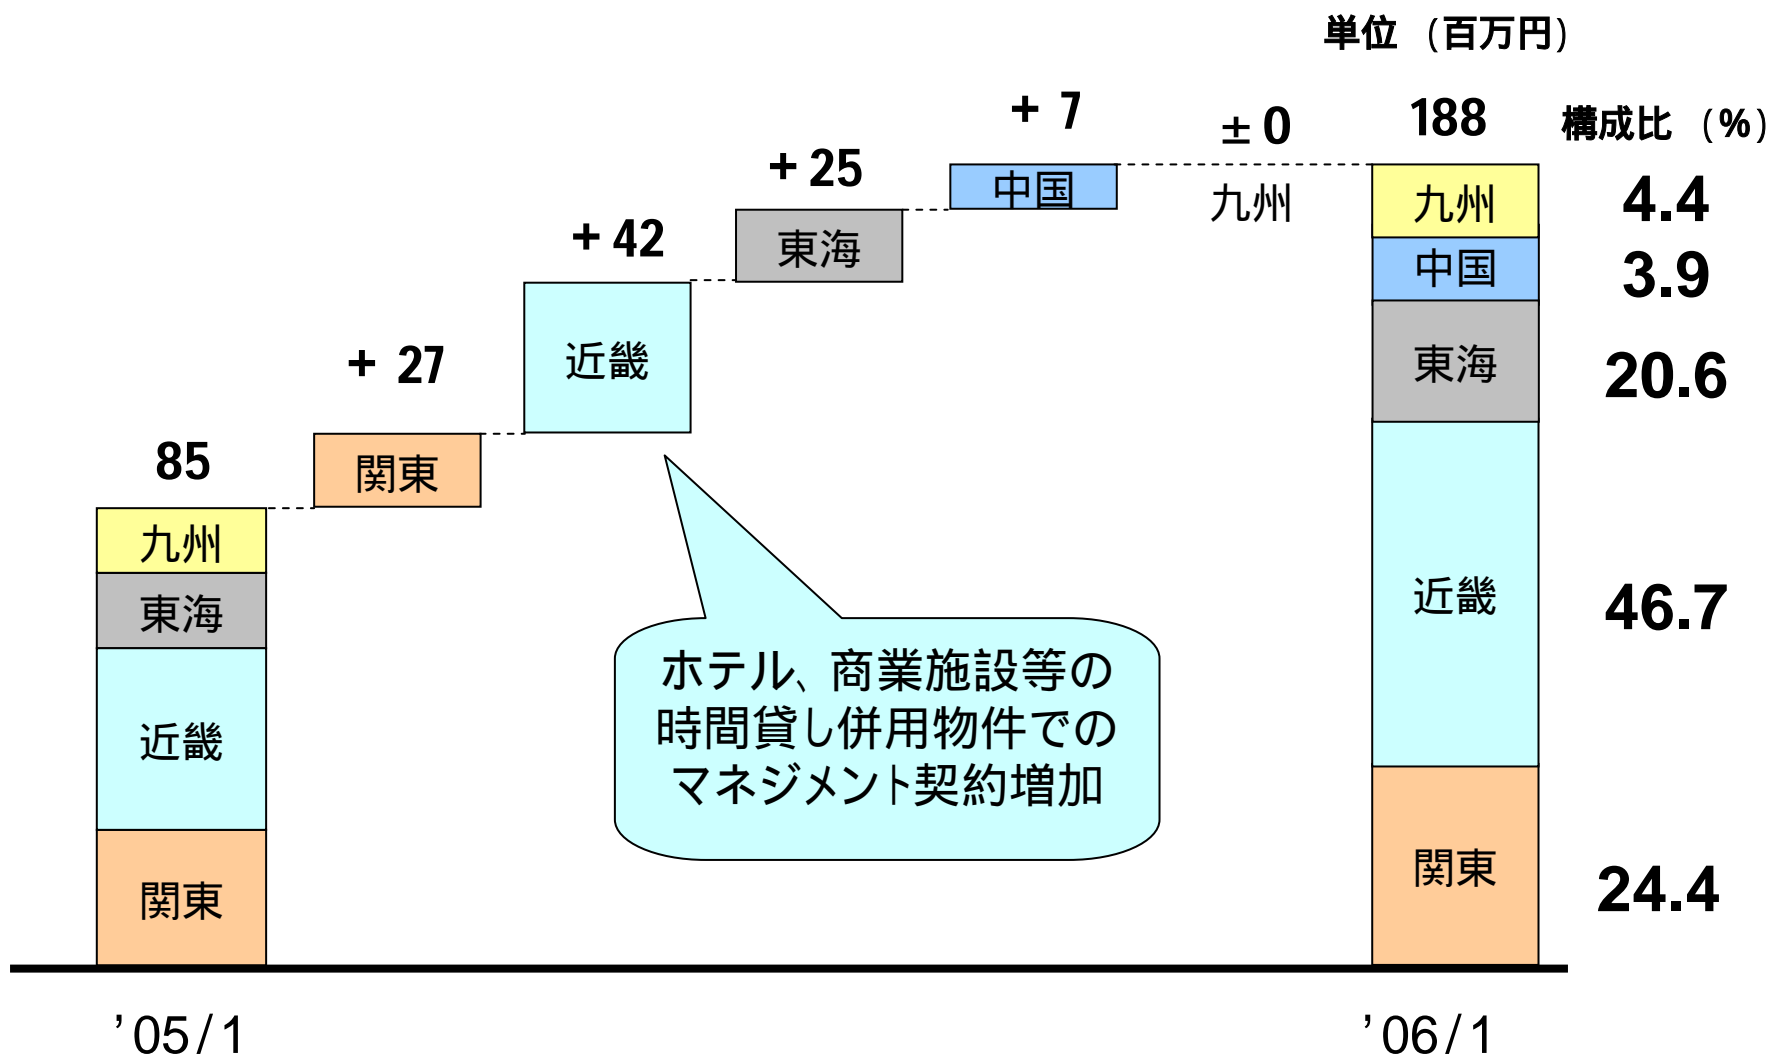 単位 (百万円)
+ 7
± 0
188
構成比 (%)
+ 25
中国
九州
九州
4.4
+ 42
東海
中国
3.9
+ 27
近畿
東海
20.6
85
関東
九州
東海
近畿
46.7
ホテル、商業施設等の
時間貸し併用物件での
マネジメント契約増加
近畿
関東
関東
24.4
’05/1
’06/1